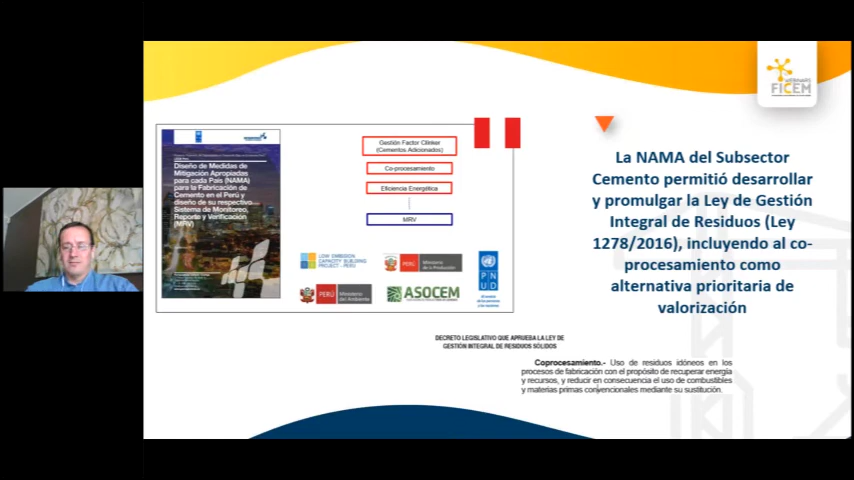 WEBINARS
FICEM
La NAMA del Subsector
Cemento permitió desarrollar
y promulgar la Ley de Gestión
Integral de Residuos (Ley
1278/2016), incluyendo al co-
procesamiento como
alternativa prioritaria de
valorización
Diseño de Medidas de
Mitigación Apropiadas
para cada País (NAMA)
para la Fabricación de
Cemento en el Perú y
diseño de su respectivo
Sistema de Monitoreo,
Reporte y Verificación
(MRV)
Gestión Factor Clinker
(Cementos Adicionados)
Co-procesamiento
Eficiencia Energética
MRV
LOW EMISSION
CAPACITY BUILDING
PROJECT - PERU
PERÚ
Ministerio
de la Producción
PERÚ
Ministerio
del Ambiente
ASOCEM
P N
U D
DECRETO LEGISLATIVO QUE APRUEBA LA LEY DE
GESTIÓN INTEGRAL DE RESIDUOS SÓLIDOS
Coprocesamiento.- Uso de residuos idóneos en los
procesos de fabricación con el propósito de recuperar energía
y recursos, y reducir en consecuencia el uso de combustibles
y materias primas convencionales mediante su sustitución.